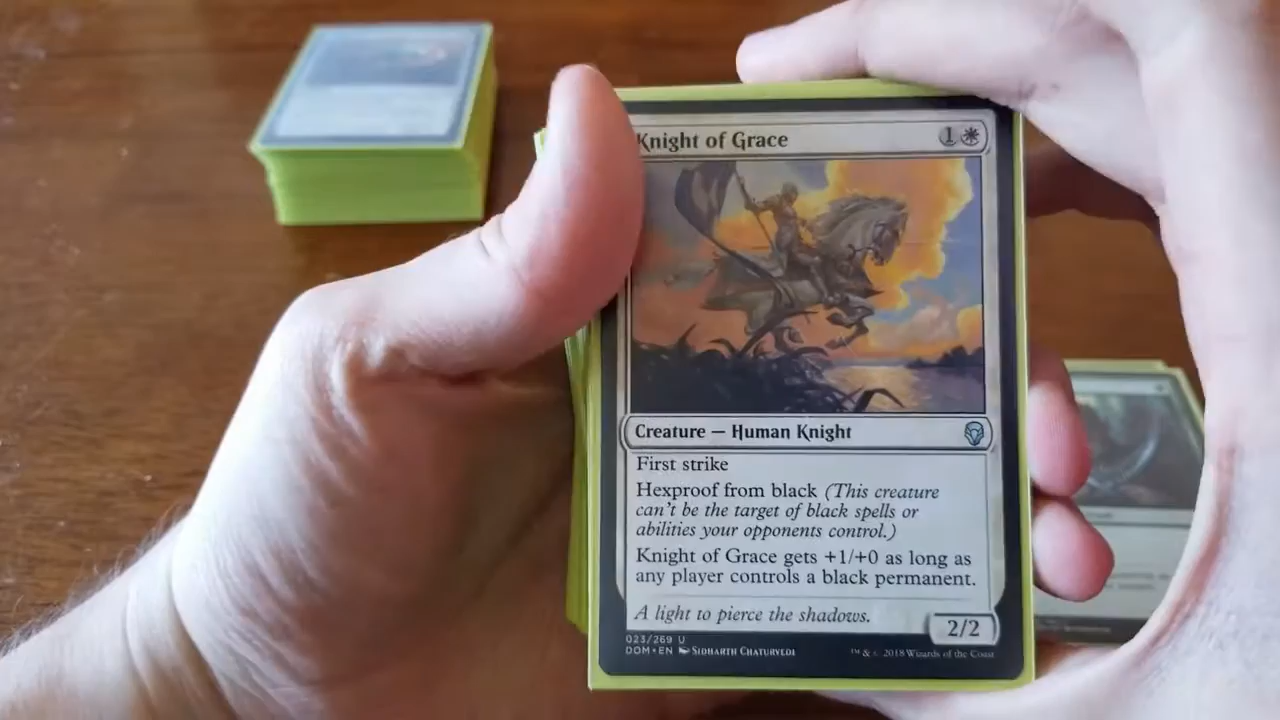 Knight of Grace 1
Creature — Human Knight
First strike
Hexproof from black (This creature
can't be the target of black spells or
abilities your opponents control.)
Knight of Grace gets +1/+0 as long as
any player controls a black permanent.
A light to pierce the shadows.
2/2
023/269 U
DOM • EN Sidharth Chaturvedi
™ & © 2018 Wizards of the Coast